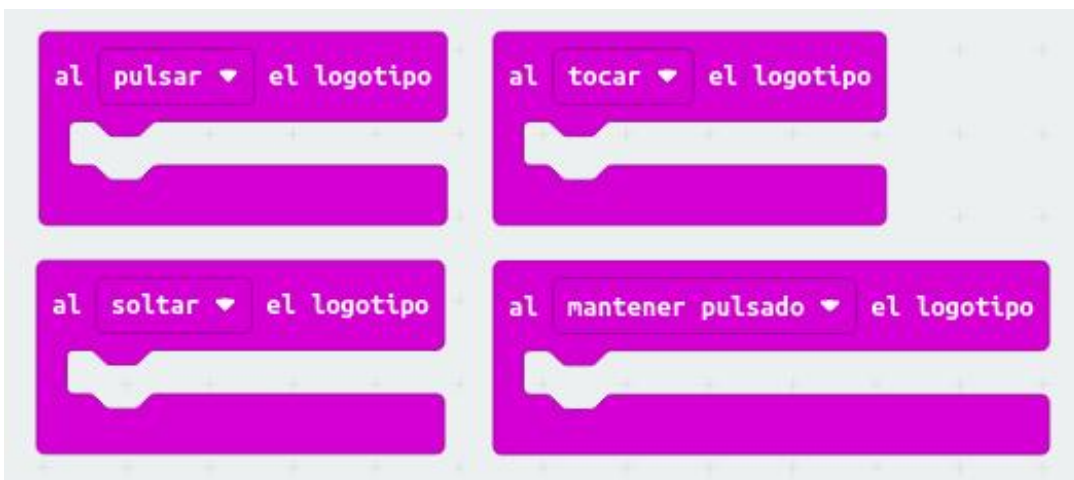 al pulsar el logotipo
al tocar el logotipo
al soltar el logotipo
al mantener pulsado el logotipo